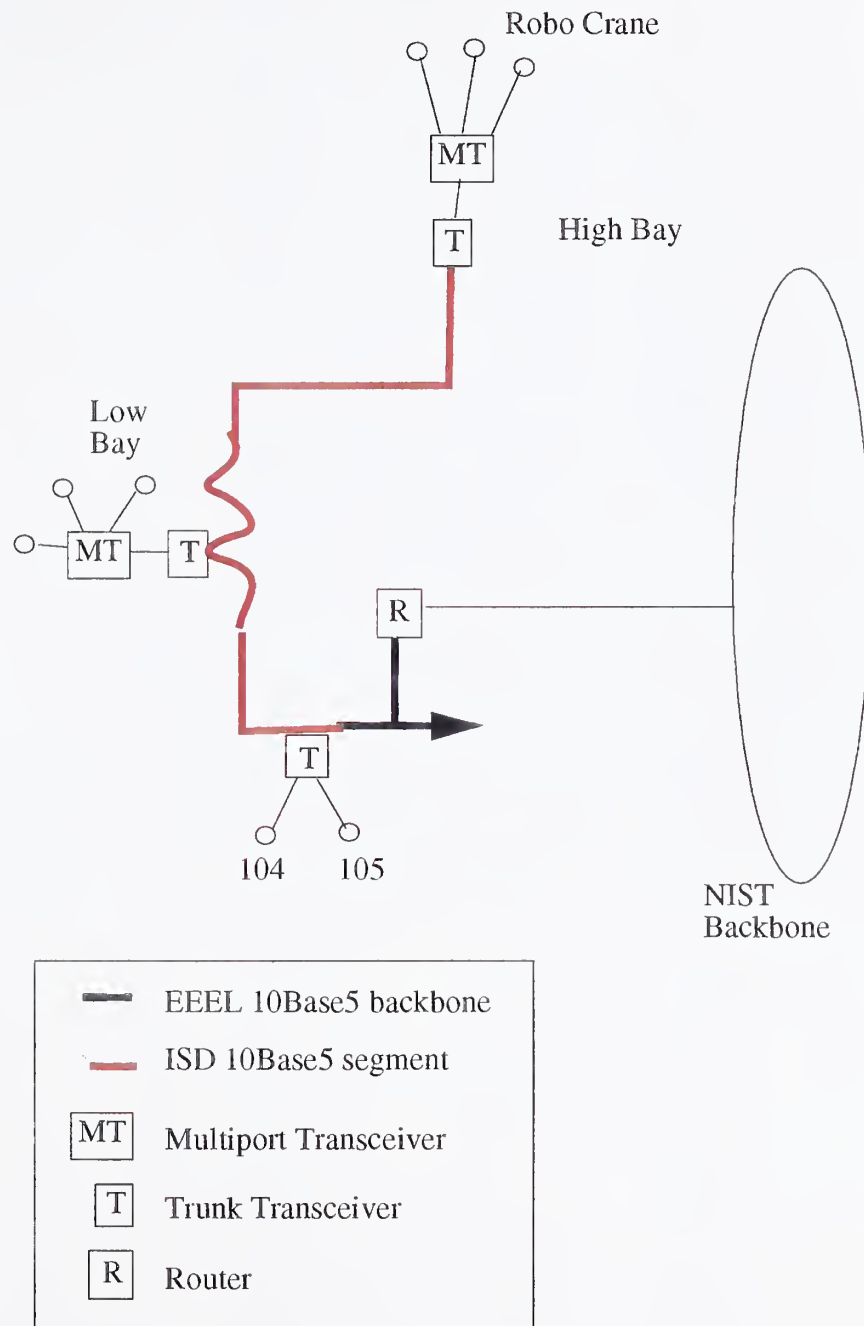 Robo Crane
MT
T
High Bay
Low
Bay
MT
T
R
T
104
105
NIST
Backbone
EEEL 10Base5 backbone
ISD 10Base5 segment
MT
Multiport Transceiver
T
Trunk Transceiver
R
Router